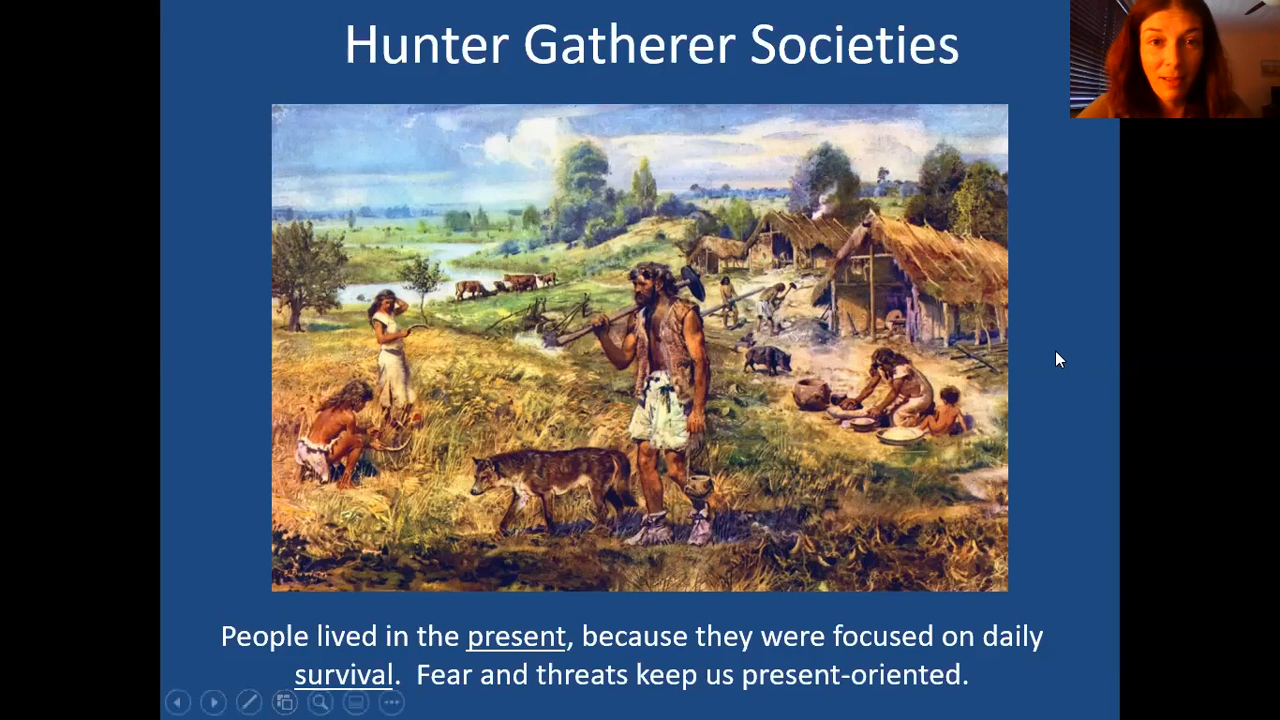 Hunter Gatherer Societies
People lived in the present, because they were focused on daily
survival. Fear and threats keep us present-oriented.